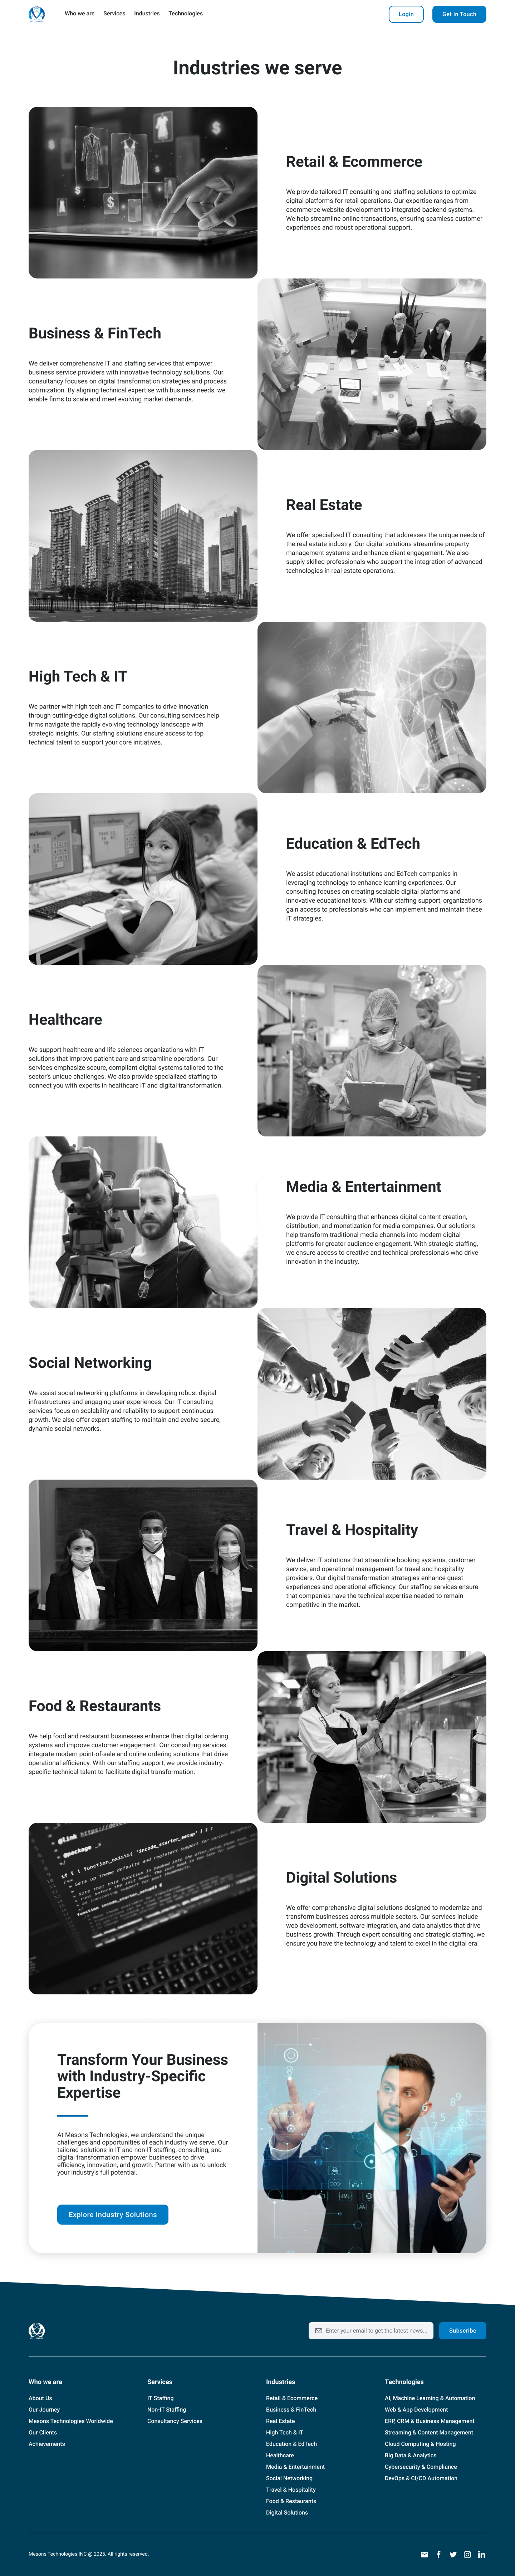 Who we are
Services
Industries
Technologies
Login
Get in Touch
Industries we serve
Retail & Ecommerce
We provide tailored IT consulting and staffing solutions to optimize
digital platforms for retail operations. Our expertise ranges from
ecommerce website development to integrated backend systems.
We help streamline online transactions, ensuring seamless customer
experiences and robust operational support.
Business & FinTech
We deliver comprehensive IT and staffing services that empower
business service providers with innovative technology solutions. Our
consultancy focuses on digital transformation strategies and process
optimization. By aligning technical expertise with business needs, we
enable firms to scale and meet evolving market demands.
Real Estate
We offer specialized IT consulting that addresses the unique needs of
the real estate industry. Our digital solutions streamline property
management systems and enhance client engagement. We also
supply skilled professionals who support the integration of advanced
technologies in real estate operations.
High Tech & IT
We partner with high tech and IT companies to drive innovation
through cutting-edge digital solutions. Our consulting services help
firms navigate the rapidly evolving technology landscape with
strategic insights. Our staffing solutions ensure access to top
technical talent to support your core initiatives.
Education & EdTech
We assist educational institutions and EdTech companies in
leveraging technology to enhance learning experiences. Our
consulting focuses on creating scalable digital platforms and
innovative educational tools. With our staffing support, organizations
gain access to professionals who can implement and maintain these
IT strategies.
Healthcare
We support healthcare and life sciences organizations with IT
solutions that improve patient care and streamline operations. Our
services emphasize secure, compliant digital systems tailored to the
sector's unique challenges. We also provide specialized staffing to
connect you with experts in healthcare IT and digital transformation.
Media & Entertainment
We provide IT consulting that enhances digital content creation,
distribution, and monetization for media companies. Our solutions
help transform traditional media channels into modern digital
platforms for greater audience engagement. With strategic staffing,
we ensure access to creative and technical professionals who drive
innovation in the industry.
Social Networking
We assist social networking platforms in developing robust digital
infrastructures and engaging user experiences. Our IT consulting
services focus on scalability and reliability to support continuous
growth. We also offer expert staffing to maintain and evolve secure,
dynamic social networks.
Travel & Hospitality
We deliver IT solutions that streamline booking systems, customer
service, and operational management for travel and hospitality
providers. Our digital transformation strategies enhance guest
experiences and operational efficiency. Our staffing services ensure
that companies have the technical expertise needed to remain
competitive in the market.
Food & Restaurants
We help food and restaurant businesses enhance their digital ordering
systems and improve customer engagement. Our consulting services
integrate modern point-of-sale and online ordering solutions that drive
operational efficiency. With our staffing support, we provide industry-
specific technical talent to facilitate digital transformation.
@link https://
@package
Digital Solutions
We offer comprehensive digital solutions designed to modernize and
transform businesses across multiple sectors. Our services include
web development, software integration, and data analytics that drive
business growth. Through expert consulting and strategic staffing, we
ensure you have the technology and talent to excel in the digital era.
Transform Your Business
with Industry-Specific
Expertise
At Mesons Technologies, we understand the unique
challenges and opportunities of each industry we serve. Our
tailored solutions in IT and non-IT staffing, consulting, and
digital transformation empower businesses to drive
efficiency, innovation, and growth. Partner with us to unlock
your industry's full potential.
Explore Industry Solutions
Enter your email to get the latest news...
Subscribe
Who we are
About Us
Our Journey
Mesons Technologies Worldwide
Our Clients
Achievements
Services
IT Staffing
Non-IT Staffing
Consultancy Services
Industries
Retail & Ecommerce
Business & FinTech
Real Estate
High Tech & IT
Education & EdTech
Healthcare
Media & Entertainment
Social Networking
Travel & Hospitality
Food & Restaurants
Digital Solutions
Technologies
AI, Machine Learning & Automation
Web & App Development
ERP, CRM & Business Management
Streaming & Content Management
Cloud Computing & Hosting
Big Data & Analytics
Cybersecurity & Compliance
DevOps & CI/CD Automation
Mesons Technologies INC @ 2025. All rights reserved.